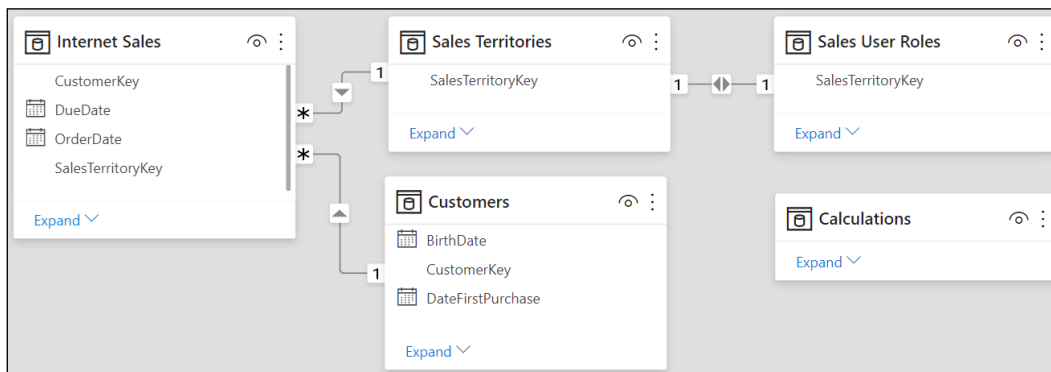 Internet Sales
CustomerKey
DueDate
OrderDate
SalesTerritoryKey
Expand
*
*
1
1
Sales Territories
SalesTerritoryKey
Expand
1
1
Sales User Roles
SalesTerritoryKey
Expand
Customers
BirthDate
CustomerKey
DateFirstPurchase
Expand
Calculations
Expand